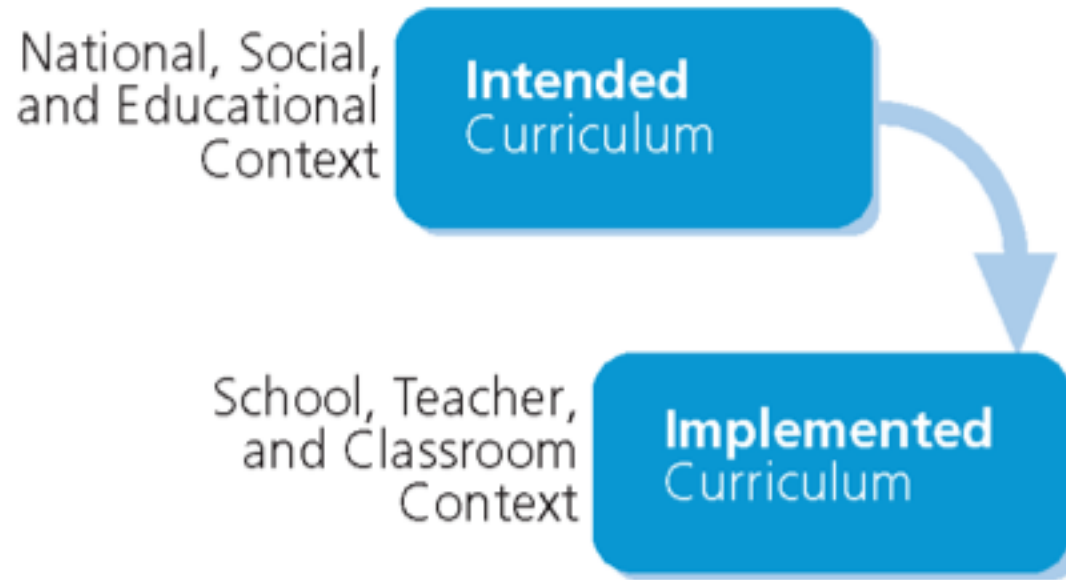 National, Social,
and Educational
Context
Intended
Curriculum
School, Teacher,
and Classroom
Context
Implemented
Curriculum